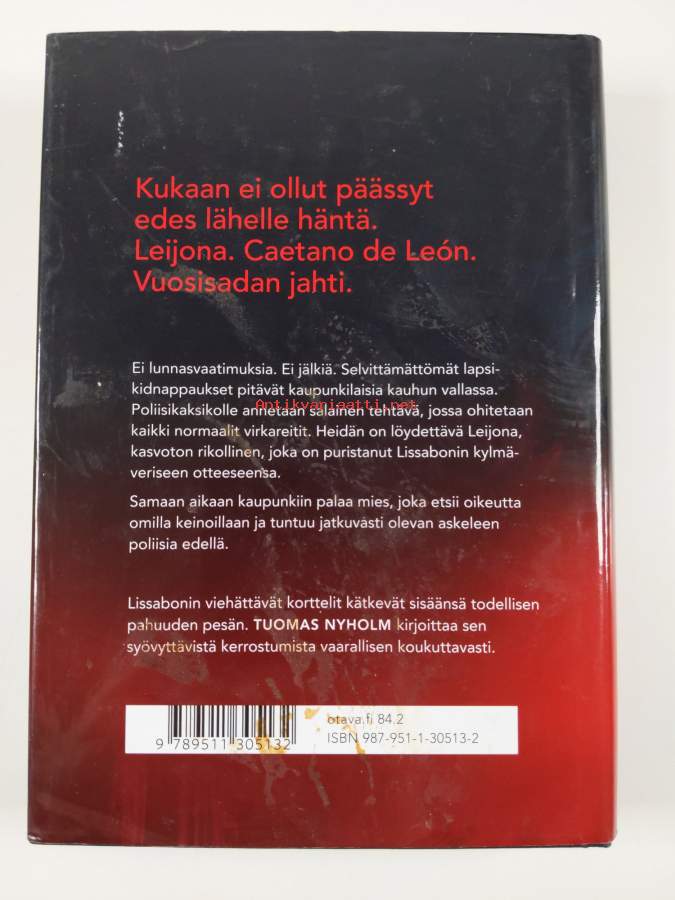 Kukaan ei ollut päässyt
edes lähelle häntä.
Leijona. Caetano de León.
Vuosisadan jahti.
Ei lunnasvaatimuksia. Ei jälkiä. Selvittämättömät lapsi-
kidnappaukset pitävät kaupunkilaisia kauhun vallassa.
Antikvariaatti.net
Poliisikaksikolle annetaan salainen tehtävä, jossa ohitetaan
kaikki normaalit virkareitit. Heidän on löydettävä Leijona,
kasvoton rikollinen, joka on puristanut Lissabonin kylmä-
veriseen otteeseensa.
Samaan aikaan kaupunkiin palaa mies, joka etsii oikeutta
omilla keinoillaan ja tuntuu jatkuvasti olevan askeleen
poliisia edellä.
Lissabonin viehättävät korttelit kätkevät sisäänsä todellisen
pahuuden pesän. TUOMAS NYHOLM kirjoittaa sen
syövyttävistä kerrostumista vaarallisen koukuttavasti.
otava.fi 84.2
ISBN 987-951-1-30513-2
9 789511 305132